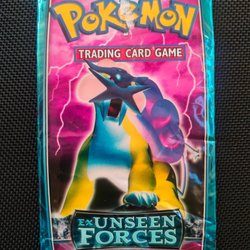 POKéMON
TRADING CARD GAME
EX UNSEEN
FORCES